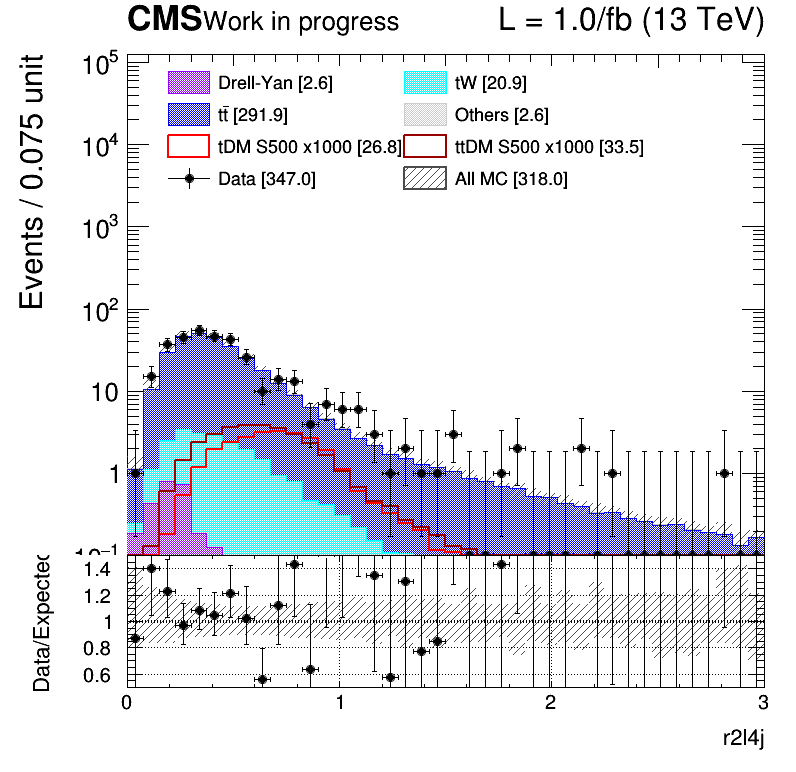 CMS Work in progress L = 1.0/fb (13 TeV)
Events / 0.075 unit
10^5
10^4
10^3
10^2
10
1
10^−1
Drell-Yan [2.6] tW [20.9]
tt̄ [291.9] Others [2.6]
tDM S500 x1000 [26.8] ttDM S500 x1000 [33.5]
Data [347.0] All MC [318.0]
Data/Expected
1.4
1.2
1
0.8
0.6
0 1 2 3
r2l4j